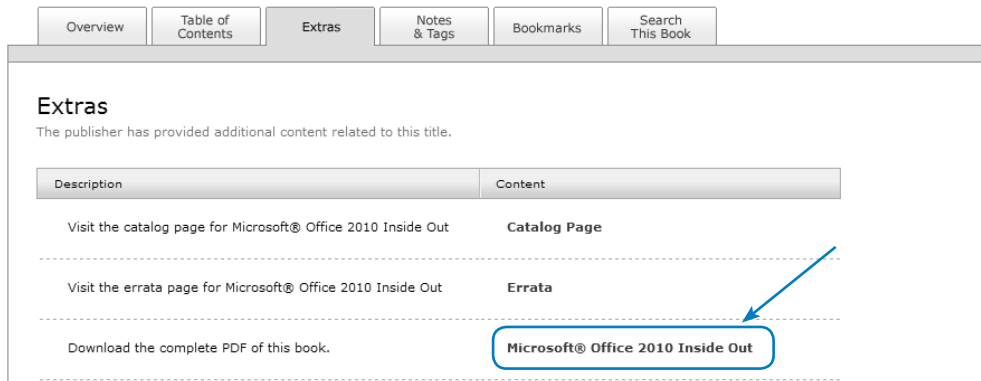 Overview
Table of
Contents
Extras
Notes
& Tags
Bookmarks
Search
This Book
Extras
The publisher has provided additional content related to this title.
Description Content
Visit the catalog page for Microsoft® Office 2010 Inside Out Catalog Page
Visit the errata page for Microsoft® Office 2010 Inside Out Errata
Download the complete PDF of this book. Microsoft® Office 2010 Inside Out